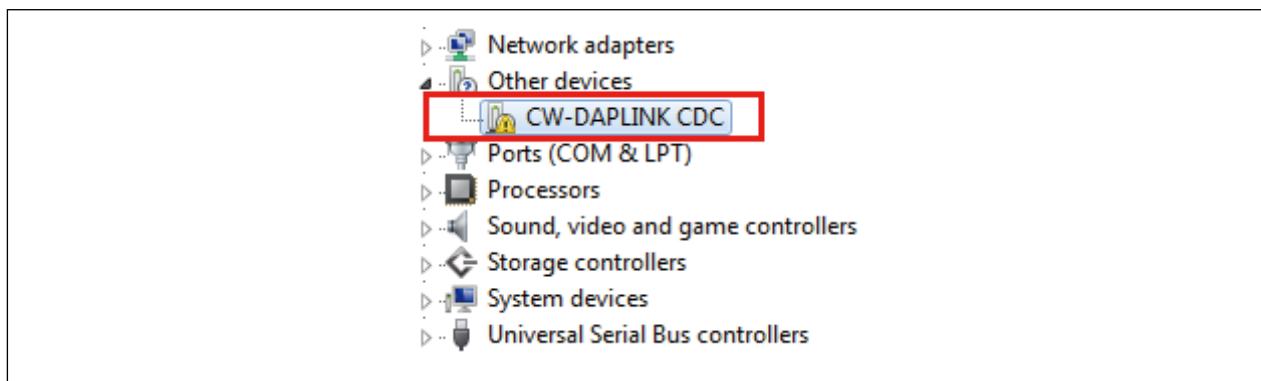 Network adapters
Other devices
CW-DAPLINK CDC
Ports (COM & LPT)
Processors
Sound, video and game controllers
Storage controllers
System devices
Universal Serial Bus controllers